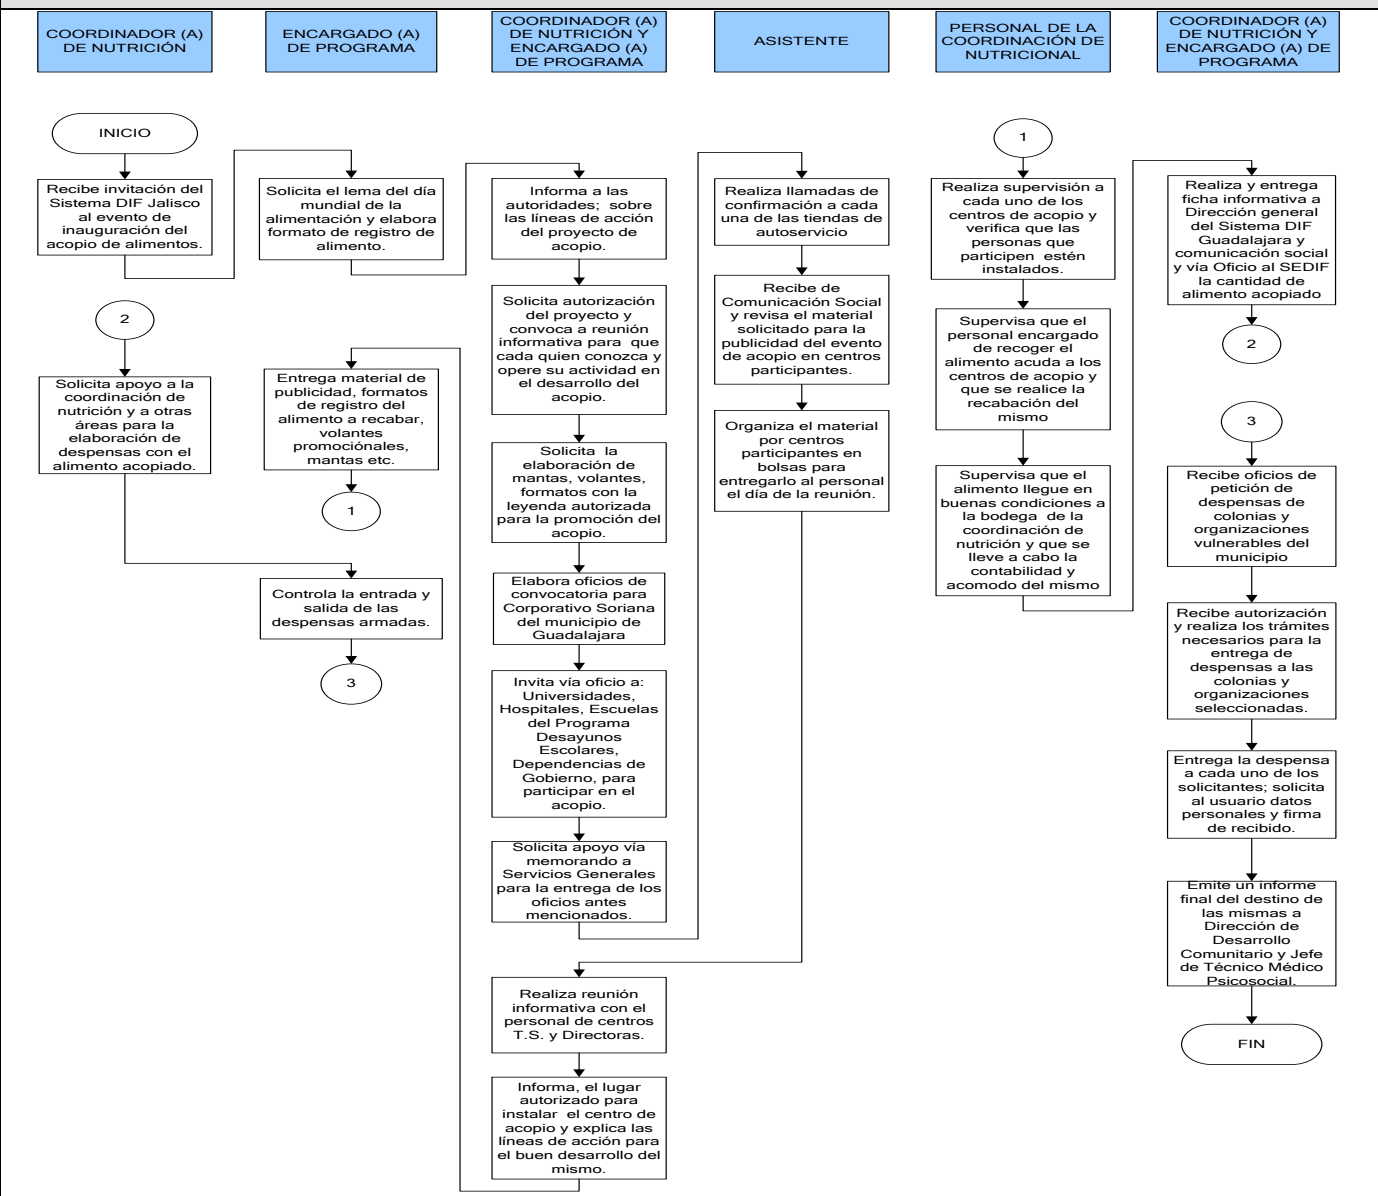 COORDINADOR (A)
DE NUTRICIÓN
ENCARGADO (A)
DE PROGRAMA
COORDINADOR (A)
DE NUTRICIÓN Y
ENCARGADO (A)
DE PROGRAMA
ASISTENTE
PERSONAL DE LA
COORDINACIÓN DE
NUTRICIONAL
COORDINADOR (A)
DE NUTRICIÓN Y
ENCARGADO (A) DE
PROGRAMA
INICIO
Recibe invitación del
Sistema DIF Jalisco
al evento de
inauguración del
acopio de alimentos.
Solicita el lema del día
mundial de la
alimentación y elabora
formato de registro de
alimento.
Informa a las
autoridades; sobre
las líneas de acción
del proyecto de
acopio.
Solicita autorización
del proyecto y
convoca a reunión
informativa para que
cada quien conozca y
opere su actividad en
el desarrollo del
acopio.
Solicita la
elaboración de
mantas, volantes,
formatos con la
leyenda autorizada
para la promoción del
acopio.
Elabora oficios de
convocatoria para
Corporativo Soriana
del municipio de
Guadalajara
Invita vía oficio a:
Universidades,
Hospitales, Escuelas
del Programa
Desayunos
Escolares,
Dependencias de
Gobierno, para
participar en el
acopio.
Solicita apoyo vía
memorando a
Servicios Generales
para la entrega de los
oficios antes
mencionados.
Realiza llamadas de
confirmación a cada
una de las tiendas de
autoservicio
Recibe de
Comunicación Social
y revisa el material
solicitado para la
publicidad del evento
de acopio en centros
participantes.
Organiza el material
por centros
participantes en
bolsas para
entregarlo al personal
el día de la reunión.
Realiza reunión
informativa con el
personal de centros
T.S. y Directoras.
Informa, el lugar
autorizado para
instalar el centro de
acopio y explica las
líneas de acción para
el buen desarrollo del
mismo.
Entrega material de
publicidad, formatos
de registro del
alimento a recabar,
volantes
promociónales,
mantas etc.
1
1
Realiza supervisión a
cada uno de los
centros de acopio y
verifica que las
personas que
participen estén
instalados.
Supervisa que el
personal encargado
de recoger el
alimento acuda a los
centros de acopio y
que se realice la
recabación del
mismo
Supervisa que el
alimento llegue en
buenas condiciones a
la bodega de la
coordinación de
nutrición y que se
lleve a cabo la
contabilidad y
acomodo del mismo
Realiza y entrega
ficha informativa a
Dirección general
del Sistema DIF
Guadalajara y
comunicación social
y vía Oficio al SEDIF
la cantidad de
alimento acopiado
2
2
Solicita apoyo a la
coordinación de
nutrición y a otras
áreas para la
elaboración de
despensas con el
alimento acopiado.
Controla la entrada y
salida de las
despensas armadas.
3
3
Recibe oficios de
petición de
despensas de
colonias y
organizaciones
vulnerables del
municipio
Recibe autorización
y realiza los trámites
necesarios para la
entrega de
despensas a las
colonias y
organizaciones
seleccionadas.
Entrega la despensa
a cada uno de los
solicitantes; solicita
al usuario datos
personales y firma
de recibido.
Emite un informe
final del destino de
las mismas a
Dirección de
Desarrollo
Comunitario y Jefe
de Técnico Médico
Psicosocial.
FIN